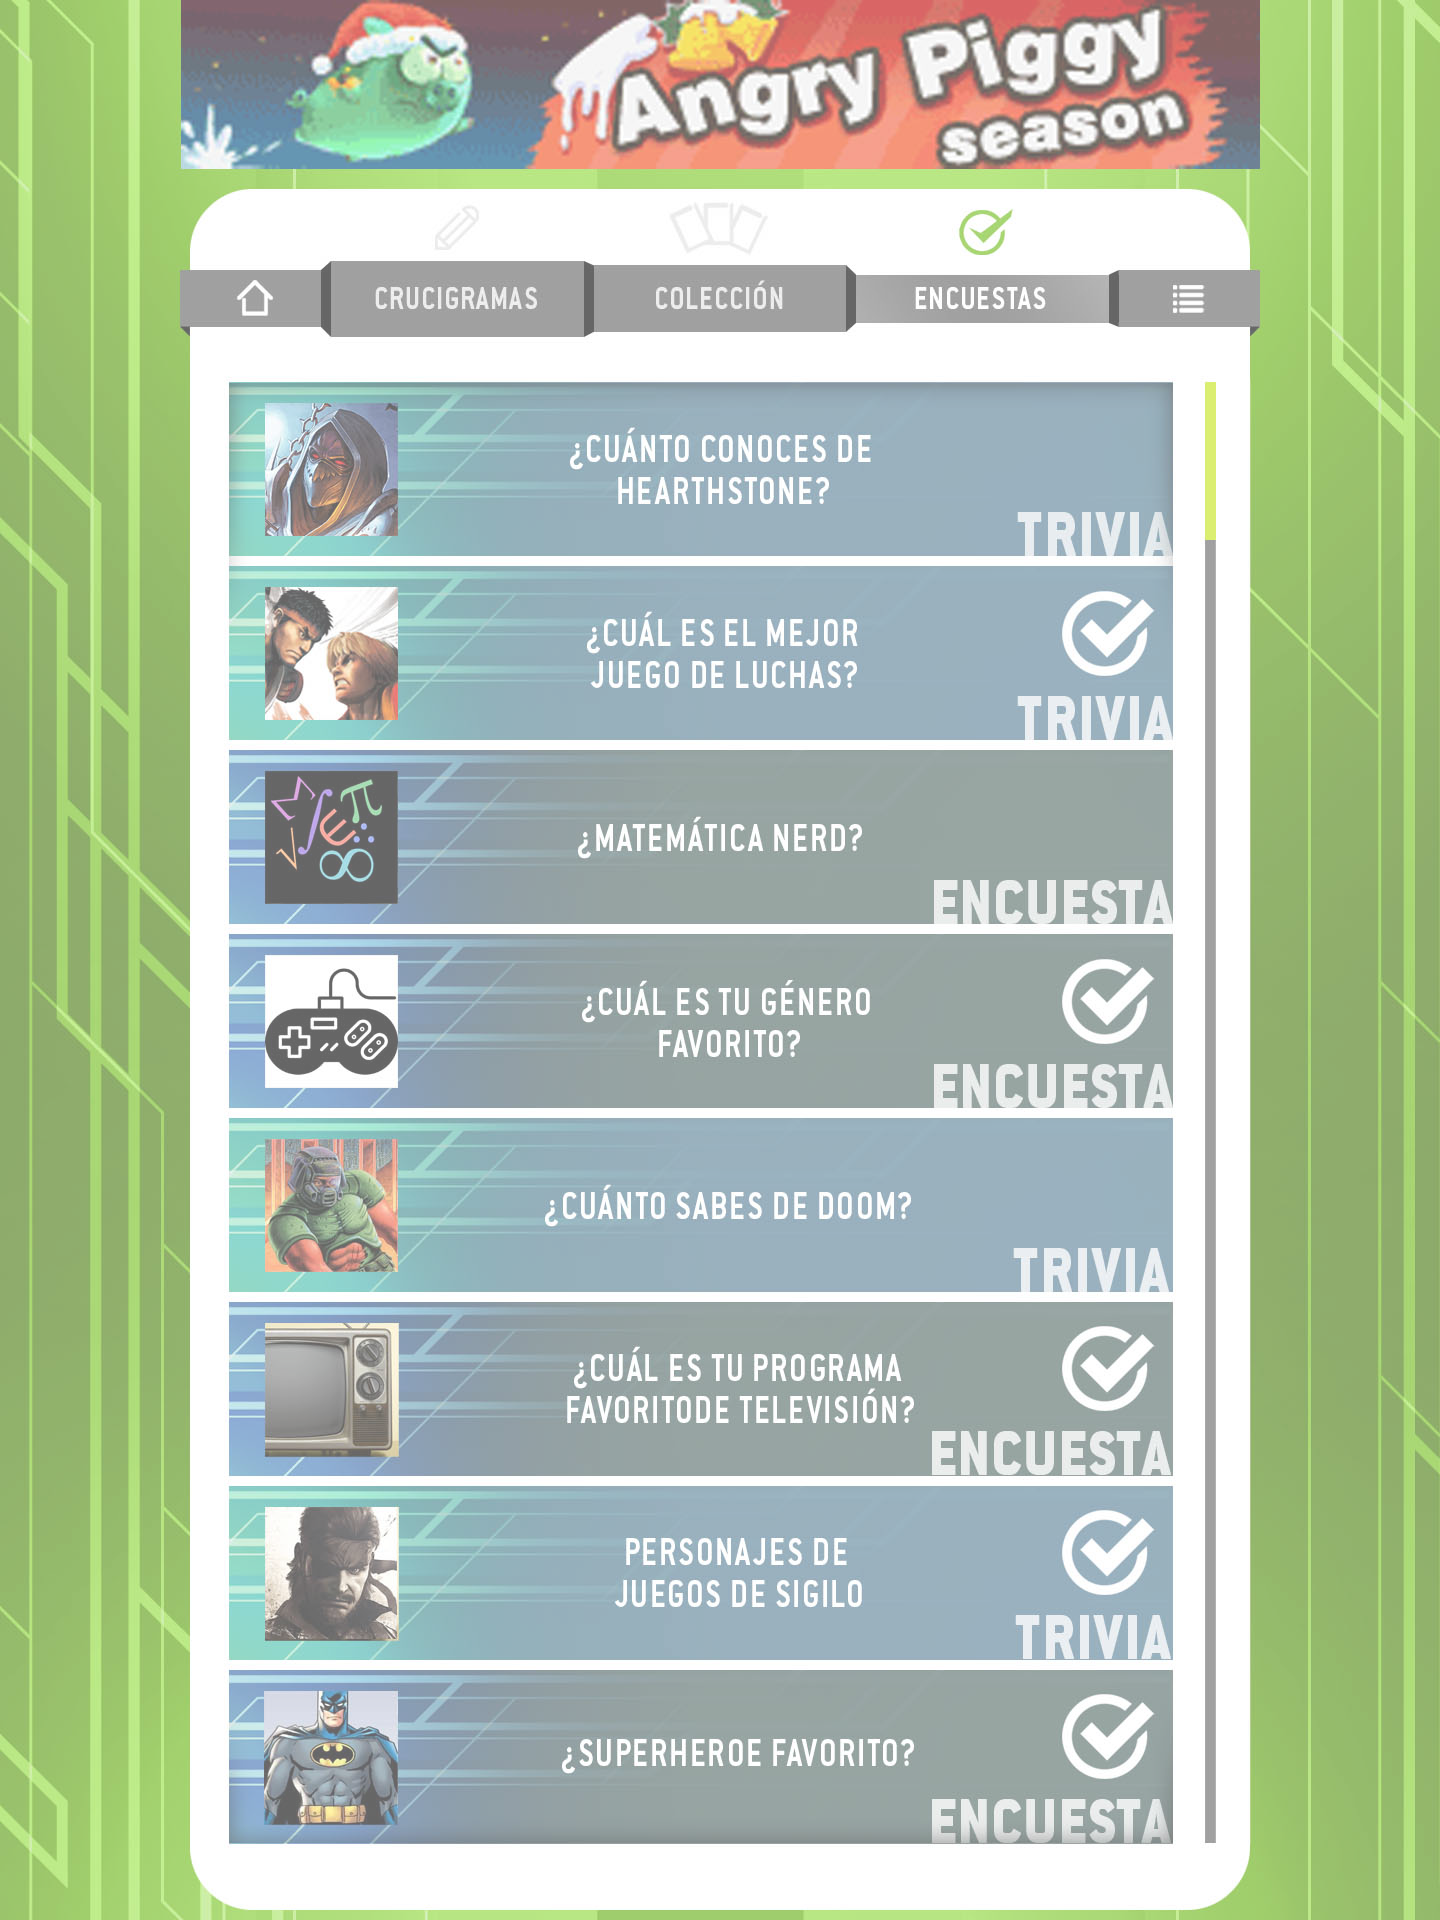 Angry Piggy
season
CRUCIGRAMAS
COLECCIÓN
ENCUESTAS
¿CUÁNTO CONOCES DE
HEARTHSTONE?
TRIVIA
¿CUÁL ES EL MEJOR
JUEGO DE LUCHAS?
TRIVIA
¿MATEMÁTICA NERD?
ENCUESTA
¿CUÁL ES TU GÉNERO
FAVORITO?
ENCUESTA
¿CUÁNTO SABES DE DOOM?
TRIVIA
¿CUÁL ES TU PROGRAMA
FAVORITODE TELEVISIÓN?
ENCUESTA
PERSONAJES DE
JUEGOS DE SIGILO
TRIVIA
¿SUPERHEROE FAVORITO?
ENCUESTA